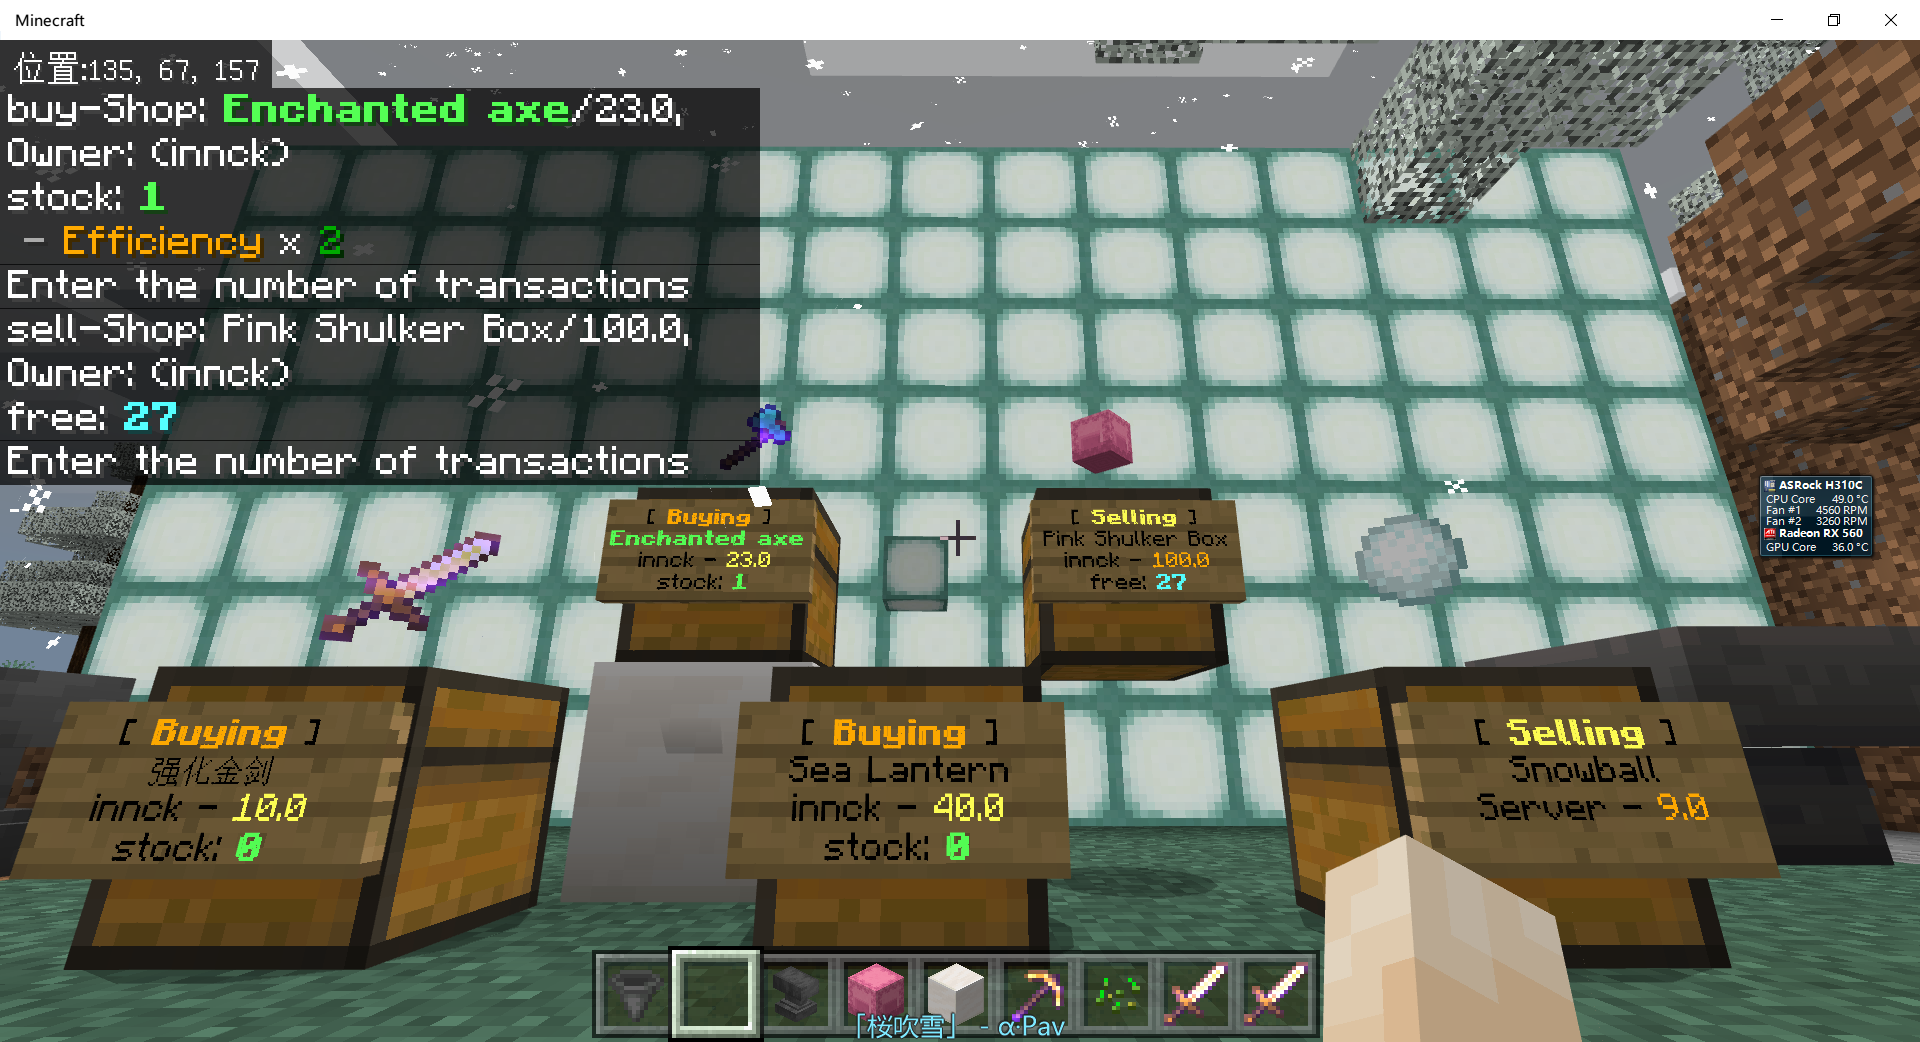 Minecraft
位置:135, 67, 157
buy-Shop: Enchanted axe/23.0,
Owner: (innck)
stock: 1
- Efficiency x 2
Enter the number of transactions
sell-Shop: Pink Shulker Box/100.0,
Owner: (innck)
free: 27
Enter the number of transactions
[ Buying ]
Enchanted axe
innck - 23.0
stock: 1
[ Selling ]
Pink Shulker Box
innck - 100.0
free: 27
ASRock H310C
CPU Core 49.0 °C
Fan #1 4560 RPM
Fan #2 3260 RPM
Radeon RX 560
GPU Core 36.0 °C
[ Buying ]
强化金剑
innck - 10.0
stock: 0
[ Buying ]
Sea Lantern
innck - 40.0
stock: 0
[ Selling ]
Snowball
Server - 9.0
「桜吹雪」 - α·Pav